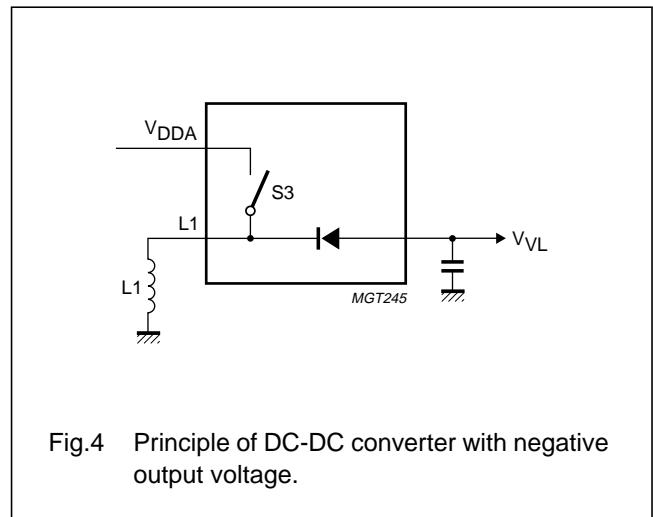 VDDA
S3
L1
VVL
L1
MGT245
Fig.4 Principle of DC-DC converter with negative
output voltage.